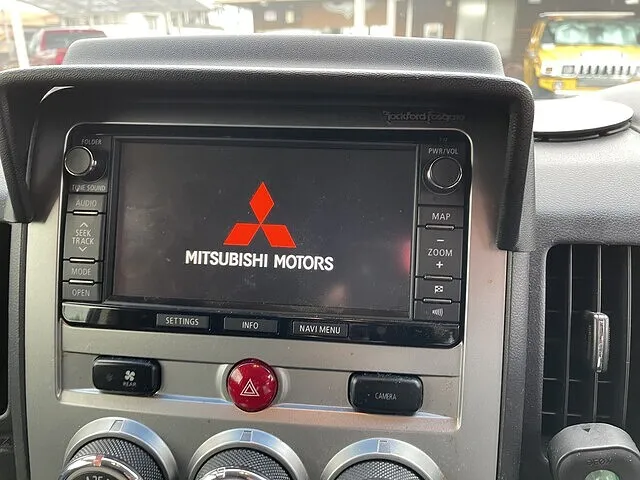 Rockford Fosgate
FOLDER
PWR/VOL
TUNE SOUND
AUDIO
SEEK
TRACK
MODE
OPEN
MAP
−
ZOOM
+
MITSUBISHI MOTORS
SETTINGS
INFO
NAVI MENU
REAR
CAMERA